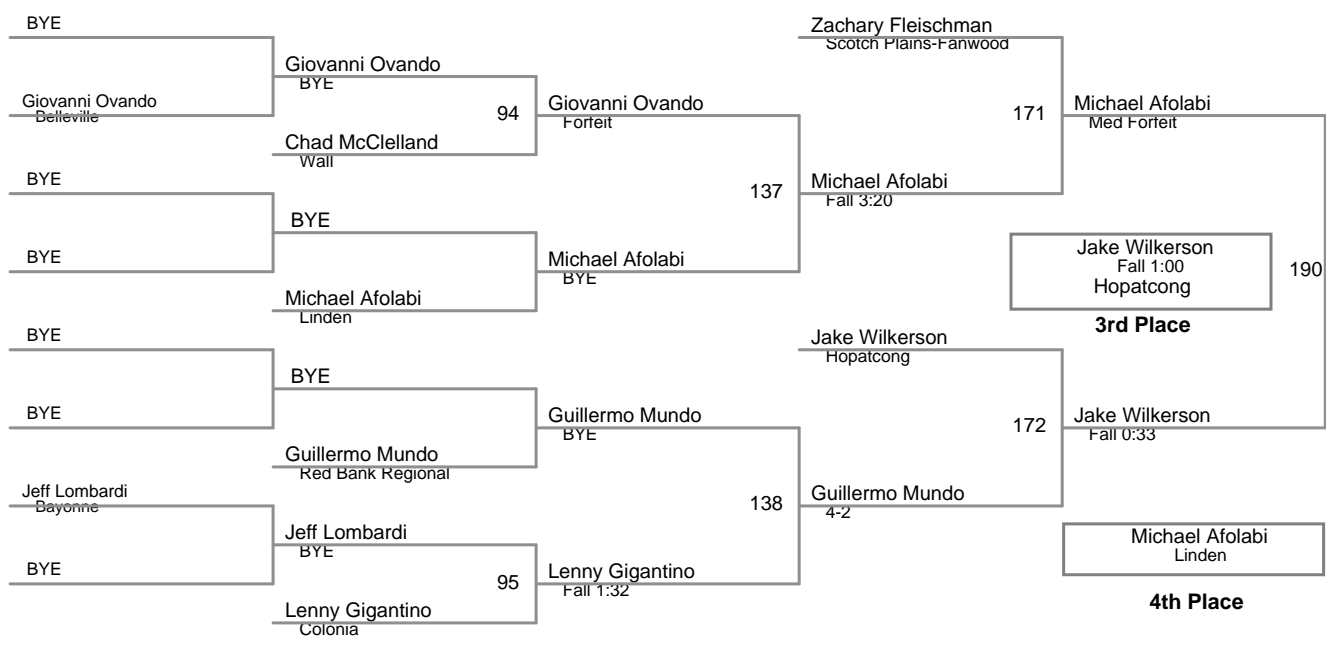 BYE
Giovanni Ovando
Belleville
BYE
BYE
BYE
BYE
Jeff Lombardi
Bayonne
BYE
Giovanni Ovando
BYE
94
Chad McClelland
Wall
BYE
Michael Afolabi
Linden
BYE
Guillermo Mundo
Red Bank Regional
Jeff Lombardi
BYE
95
Lenny Gigantino
Colonia
Giovanni Ovando
Forfeit
137
Michael Afolabi
BYE
Guillermo Mundo
BYE
138
Lenny Gigantino
Fall 1:32
Zachary Fleischman
Scotch Plains-Fanwood
171
Michael Afolabi
Fall 3:20
Jake Wilkerson
Hopatcong
172
Guillermo Mundo
4-2
Michael Afolabi
Med Forfeit
190
Jake Wilkerson
Fall 0:33
Jake Wilkerson
Fall 1:00
Hopatcong
3rd Place
Michael Afolabi
Linden
4th Place